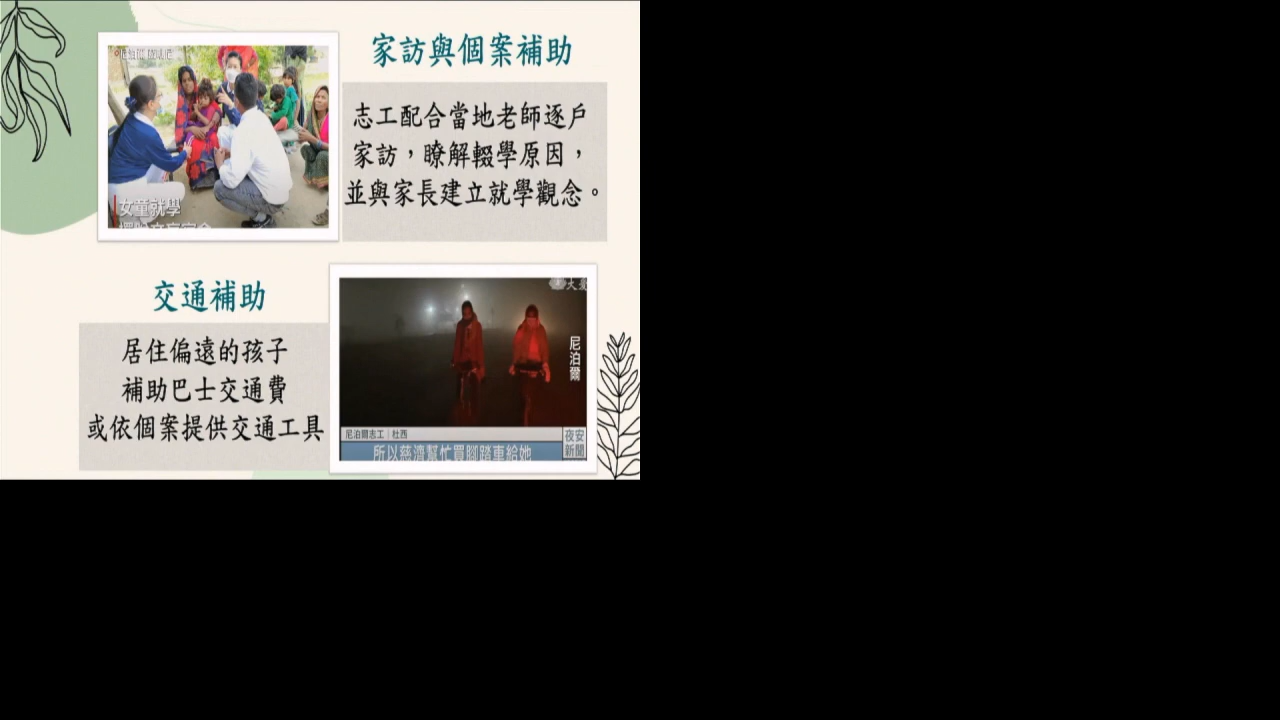 家訪與個案補助
志工配合當地老師逐戶
家訪，瞭解輟學原因，
並與家長建立就學觀念。
女童就學
交通補助
居住偏遠的孩子
補助巴士交通費
或依個案提供交通工具
大愛
尼泊爾
尼泊爾志工｜杜西
夜安
新聞
所以慈濟幫忙買腳踏車給她